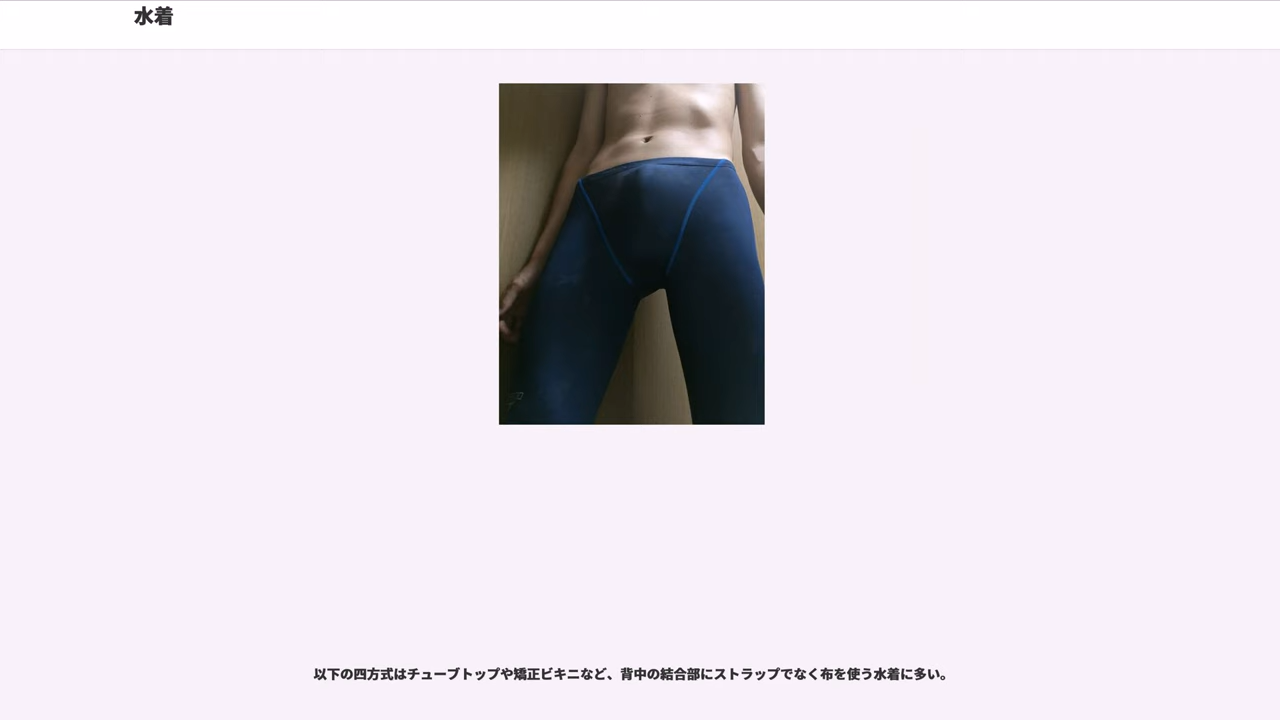 水着
以下の四方式はチューブトップや矯正ビキニなど、背中の結合部にストラップでなく布を使う水着に多い。